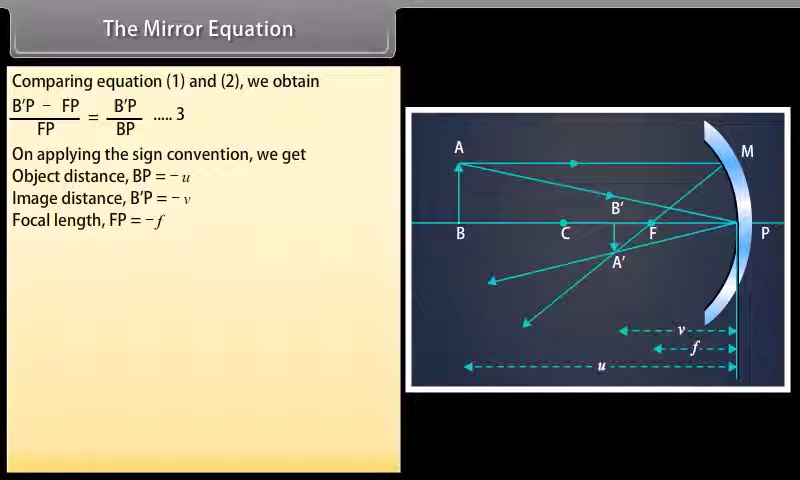 The Mirror Equation
Comparing equation (1) and (2), we obtain
B′P − FP / FP = B′P / BP ..... 3
On applying the sign convention, we get
Object distance, BP = − u
Image distance, B′P = − v
Focal length, FP = − f
A
M
B′
B
C
F
P
A′
v
f
u